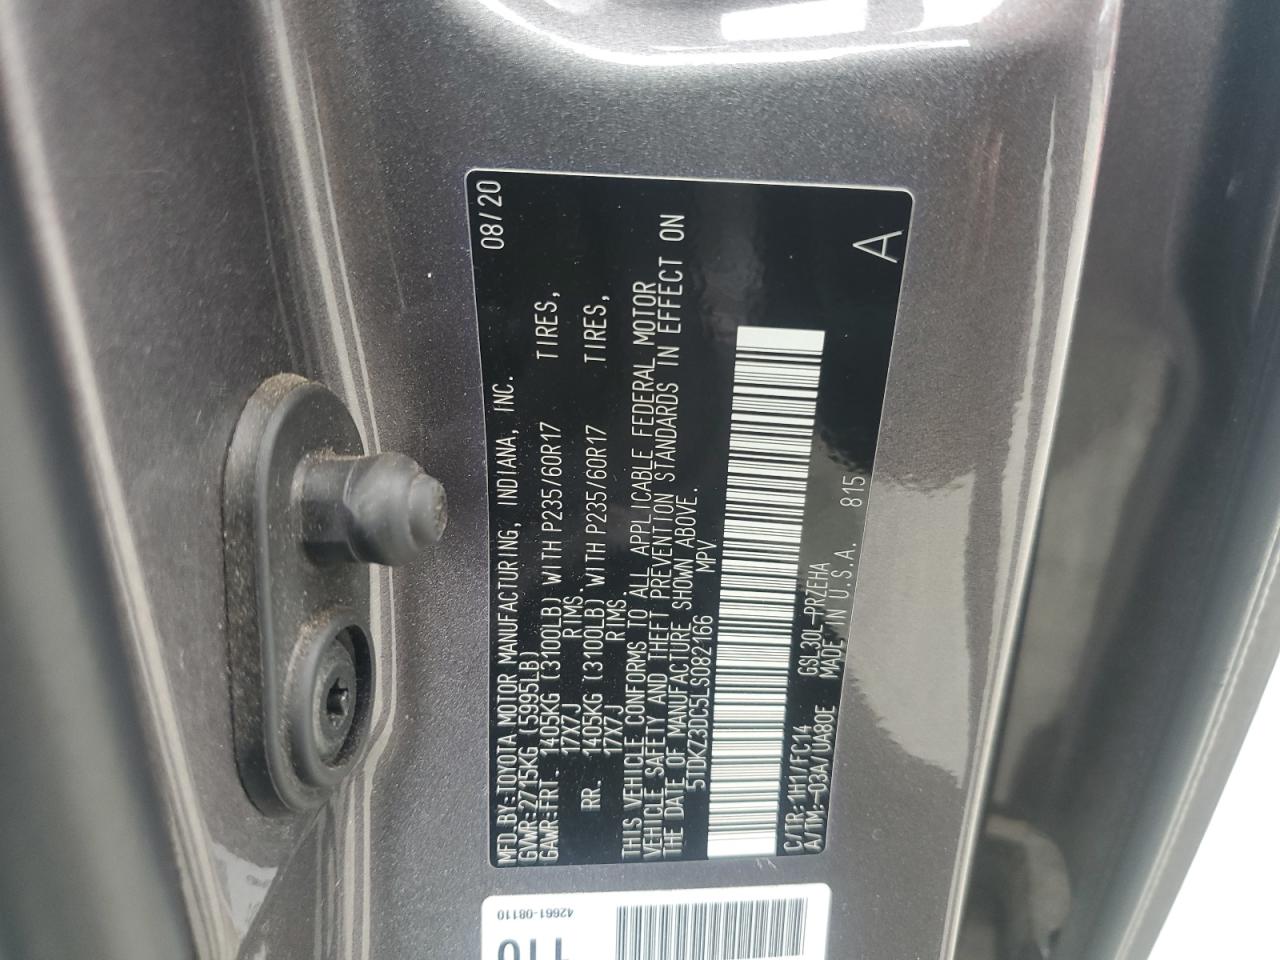 MFD.BY:TOYOTA MOTOR MANUFACTURING, INDIANA, INC. 08/20
GVWR:2715KG (5995LB)
GAWR:FRT. 1405KG (3100LB) WITH P235/60R17 TIRES,
17X7J RIMS.
RR. 1405KG (3100LB) WITH P235/60R17 TIRES,
17X7J RIMS.
THIS VEHICLE CONFORMS TO ALL APPLICABLE FEDERAL MOTOR
VEHICLE SAFETY AND THEFT PREVENTION STANDARDS IN EFFECT ON
THE DATE OF MANUFACTURE SHOWN ABOVE.
5TDKZ3DC5LS082166 MPV
C/TR:1H1/FC14 GSL30L-PRZEHA
A/TM:-03A/UA80E MADE IN U.S.A. 815 A
42661-08110